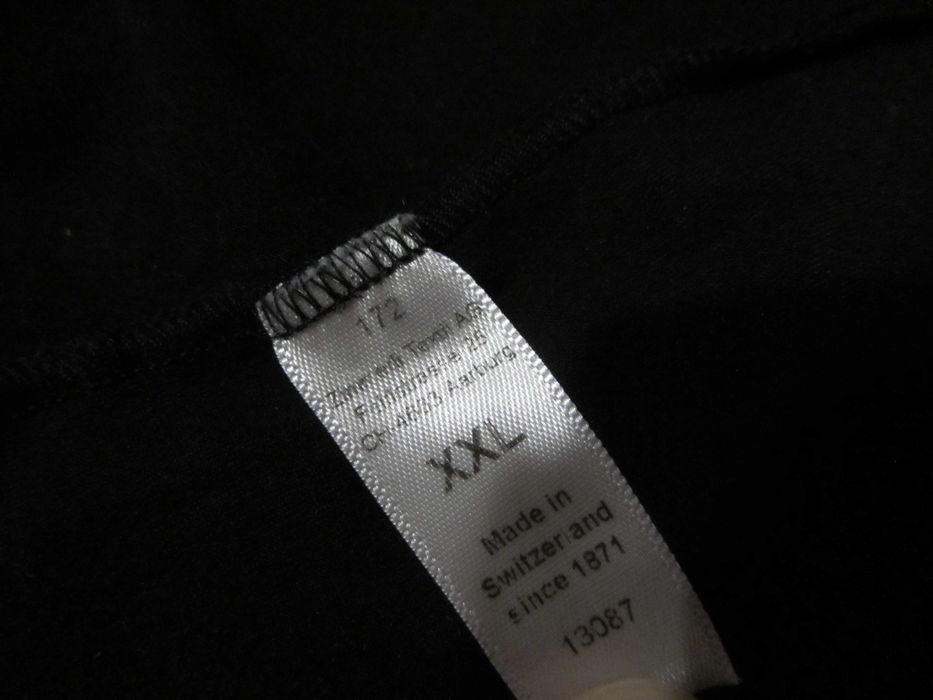 172
Zimmerli Textil AG
CH-4663 Aarburg
XXL
Made in
Switzerland
since 1871
13087